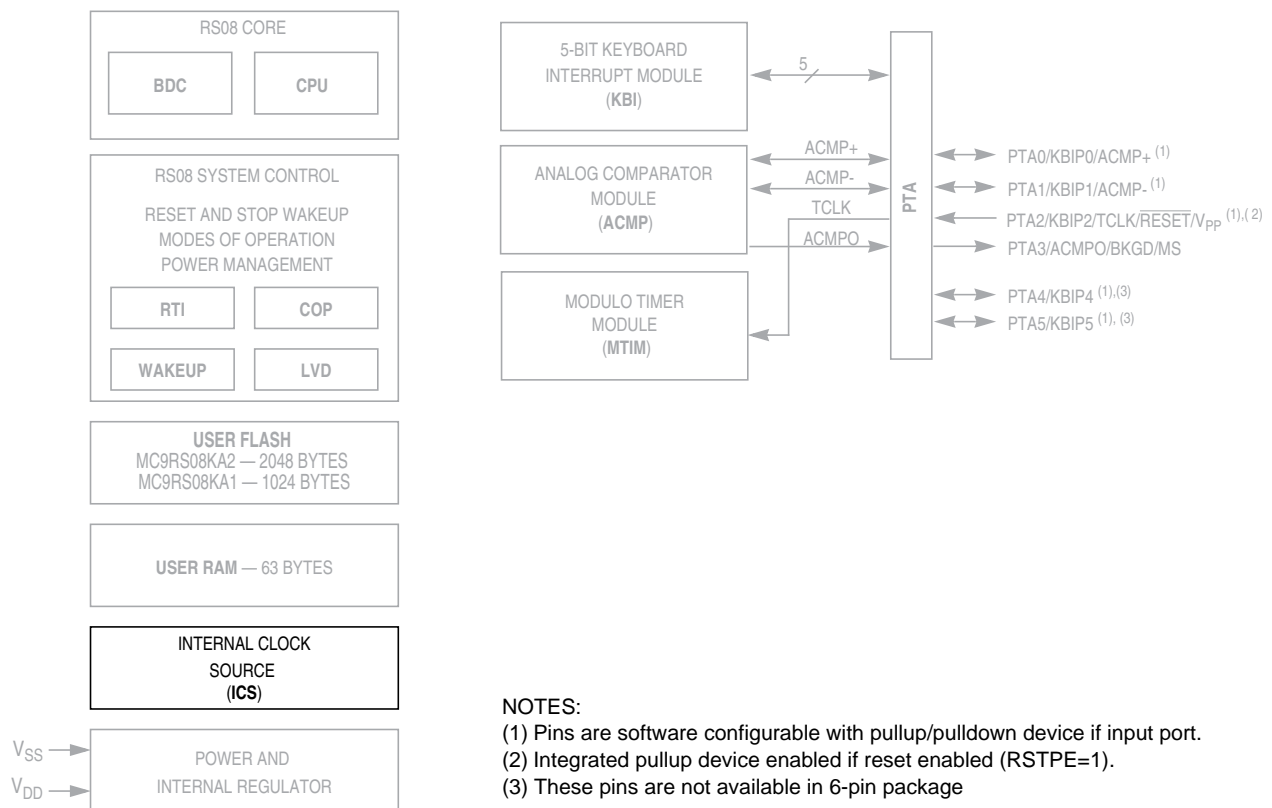 RS08 CORE
BDC
CPU
RS08 SYSTEM CONTROL
RESET AND STOP WAKEUP
MODES OF OPERATION
POWER MANAGEMENT
RTI
COP
WAKEUP
LVD
USER FLASH
MC9RS08KA2 — 2048 BYTES
MC9RS08KA1 — 1024 BYTES
USER RAM — 63 BYTES
INTERNAL CLOCK
SOURCE
(ICS)
VSS
VDD
POWER AND
INTERNAL REGULATOR
5-BIT KEYBOARD
INTERRUPT MODULE
(KBI)
5
ANALOG COMPARATOR
MODULE
(ACMP)
ACMP+
ACMP-
TCLK
ACMPO
MODULO TIMER
MODULE
(MTIM)
PTA
PTA0/KBIP0/ACMP+ (1)
PTA1/KBIP1/ACMP- (1)
PTA2/KBIP2/TCLK/RESET/VPP (1),( 2)
PTA3/ACMPO/BKGD/MS
PTA4/KBIP4 (1),(3)
PTA5/KBIP5 (1), (3)
NOTES:
(1) Pins are software configurable with pullup/pulldown device if input port.
(2) Integrated pullup device enabled if reset enabled (RSTPE=1).
(3) These pins are not available in 6-pin package